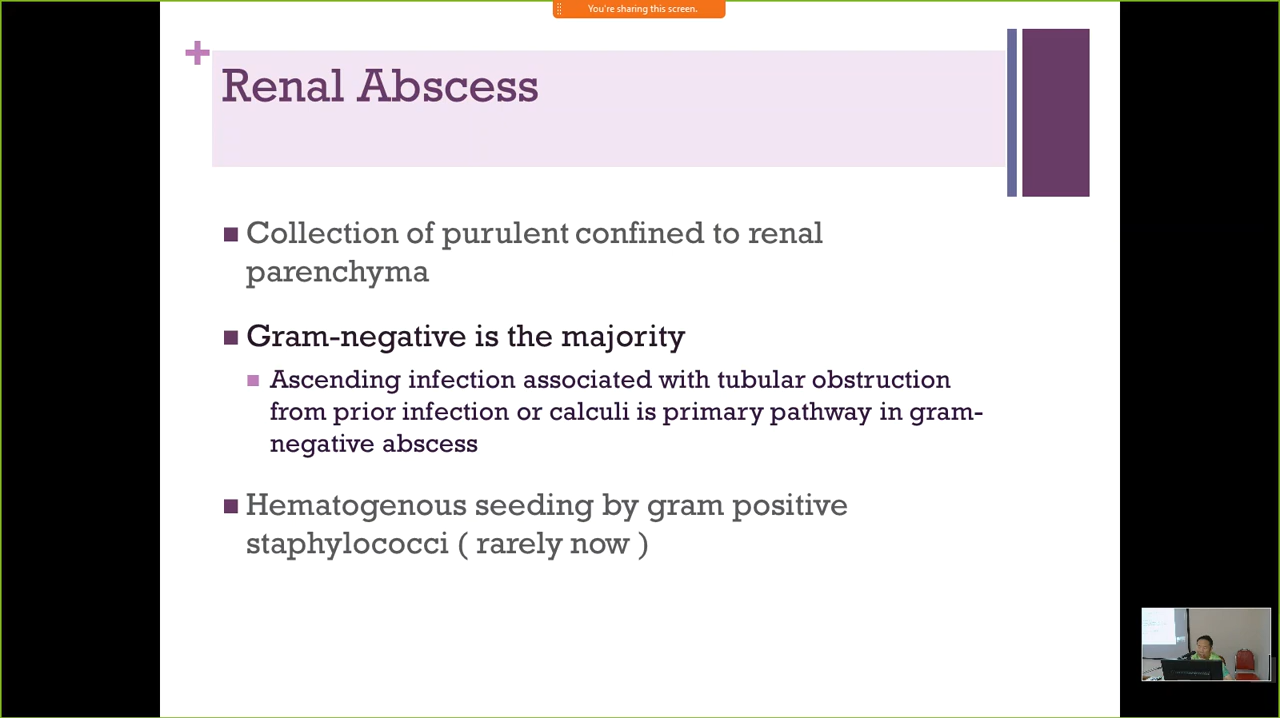 You're sharing this screen.
+
Renal Abscess
Collection of purulent confined to renal
parenchyma
Gram-negative is the majority
Ascending infection associated with tubular obstruction
from prior infection or calculi is primary pathway in gram-
negative abscess
Hematogenous seeding by gram positive
staphylococci ( rarely now )